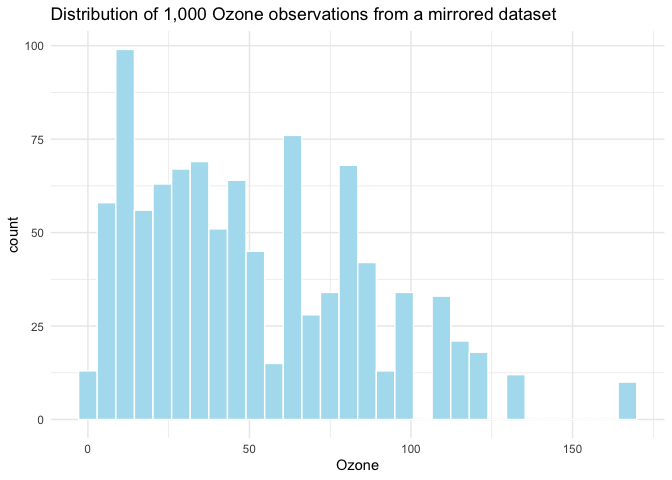 Distribution of 1,000 Ozone observations from a mirrored dataset
100
75
50
25
0
count
0 50 100 150
Ozone